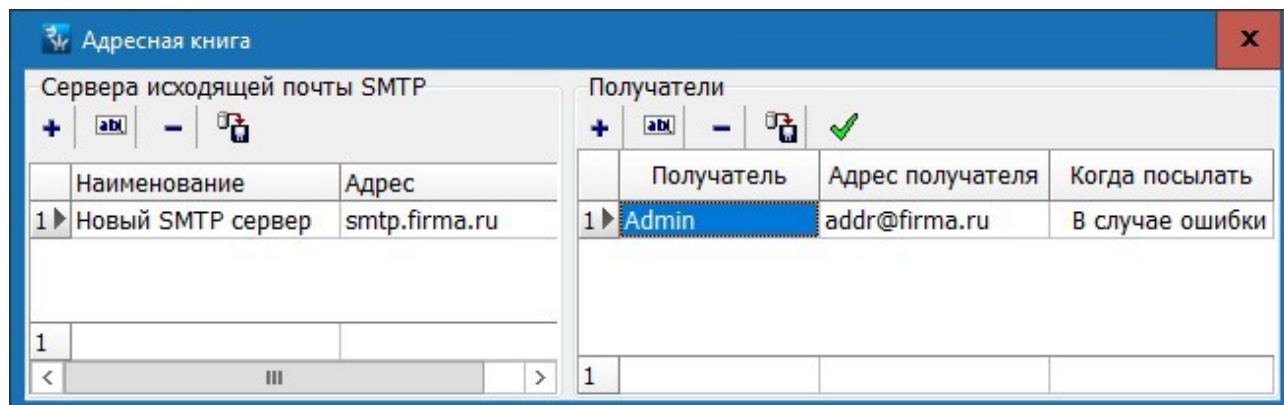 Адресная книга
Сервера исходящей почты SMTP
Наименование Адрес
1 Новый SMTP сервер smtp.firma.ru
1
Получатели
Получатель Адрес получателя Когда посылать
1 Admin addr@firma.ru В случае ошибки
1